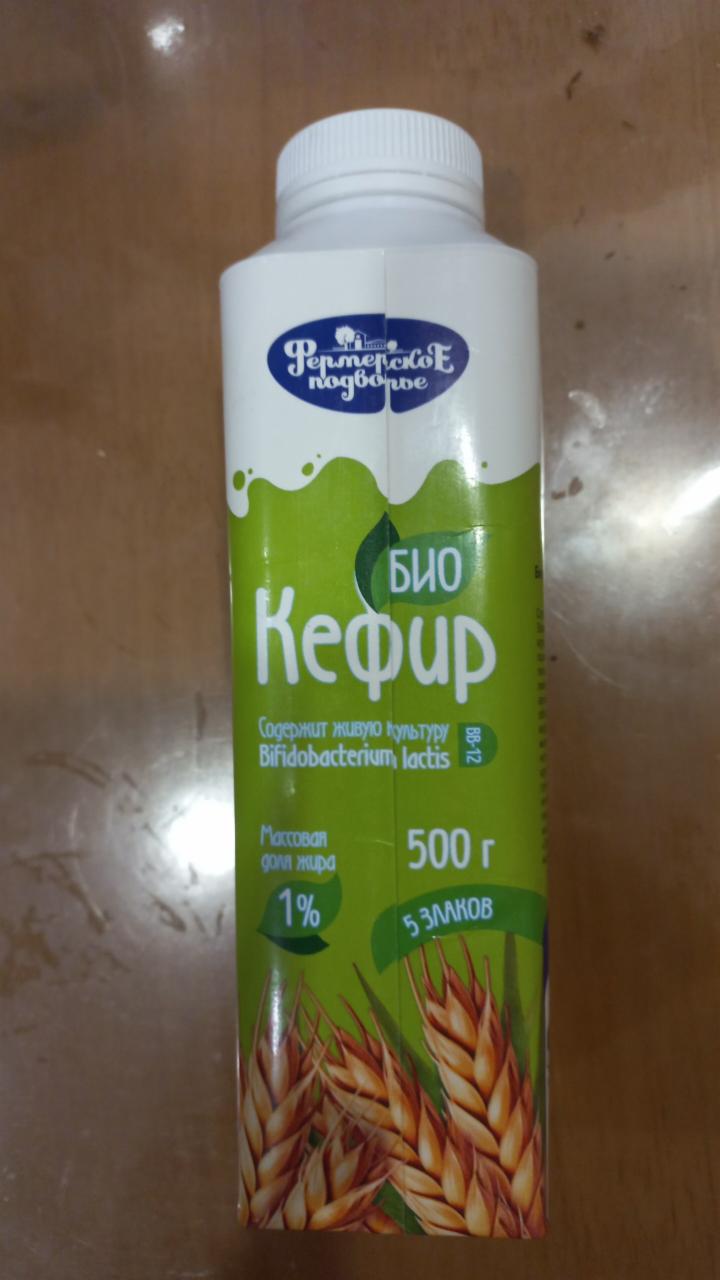 Фермерское
подворье
БИО
Кефир
Содержит живую культуру
Bifidobacterium lactis
BB-12
Массовая
доля жира
1%
500 г
5 ЗЛАКОВ